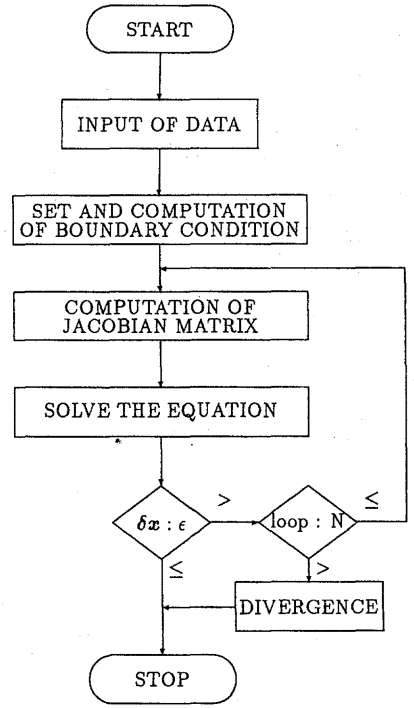 START
INPUT OF DATA
SET AND COMPUTATION
OF BOUNDARY CONDITION
COMPUTATION OF
JACOBIAN MATRIX
SOLVE THE EQUATION
δx : ϵ
>
loop : N
≤
≤
>
DIVERGENCE
STOP